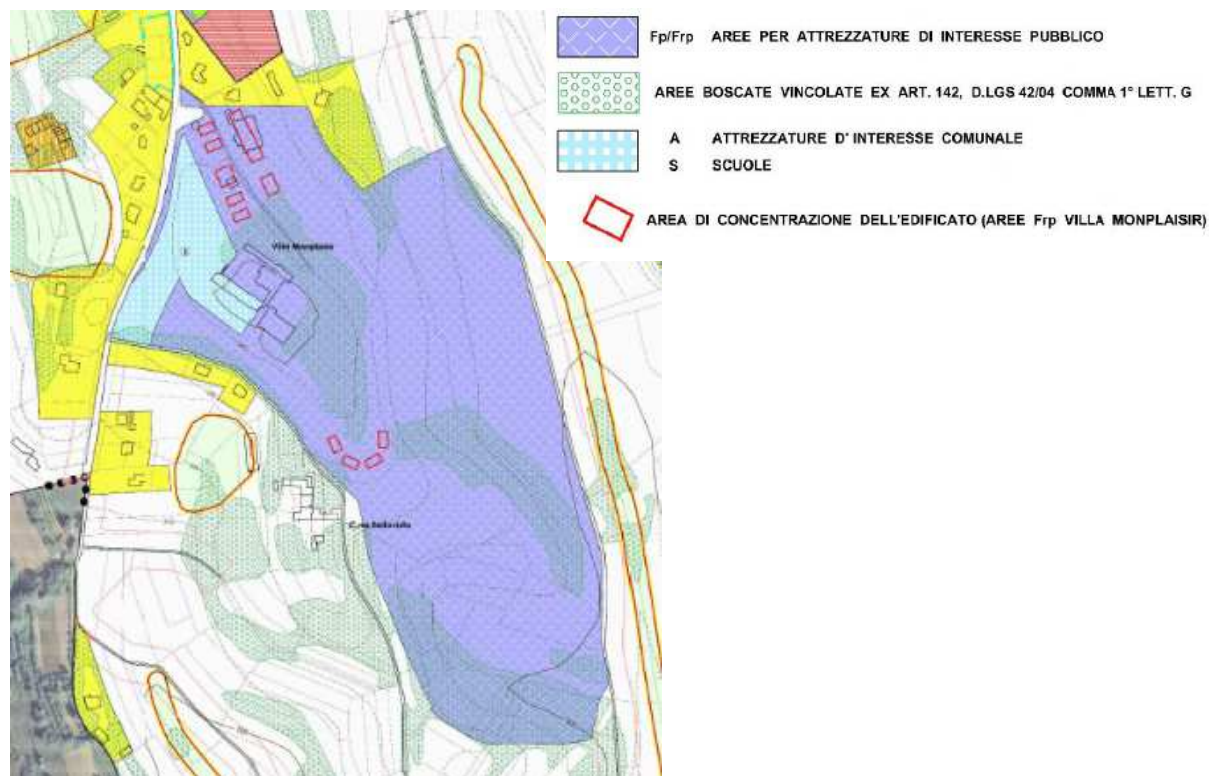 Fp/Frp AREE PER ATTREZZATURE DI INTERESSE PUBBLICO
AREE BOSCATE VINCOLATE EX ART. 142, D.LGS 42/04 COMMA 1° LETT. G
A ATTREZZATURE D' INTERESSE COMUNALE
S SCUOLE
AREA DI CONCENTRAZIONE DELL'EDIFICATO (AREE Frp VILLA MONPLAISIR)
Villa